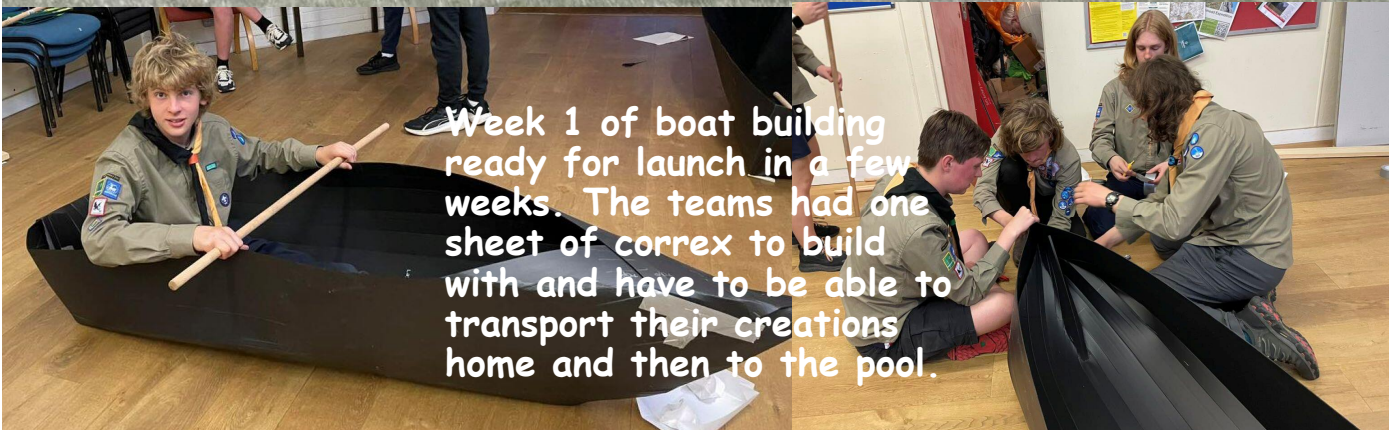 Week 1 of boat building
ready for launch in a few
weeks. The teams had one
sheet of correx to build
with and have to be able to
transport their creations
home and then to the pool.